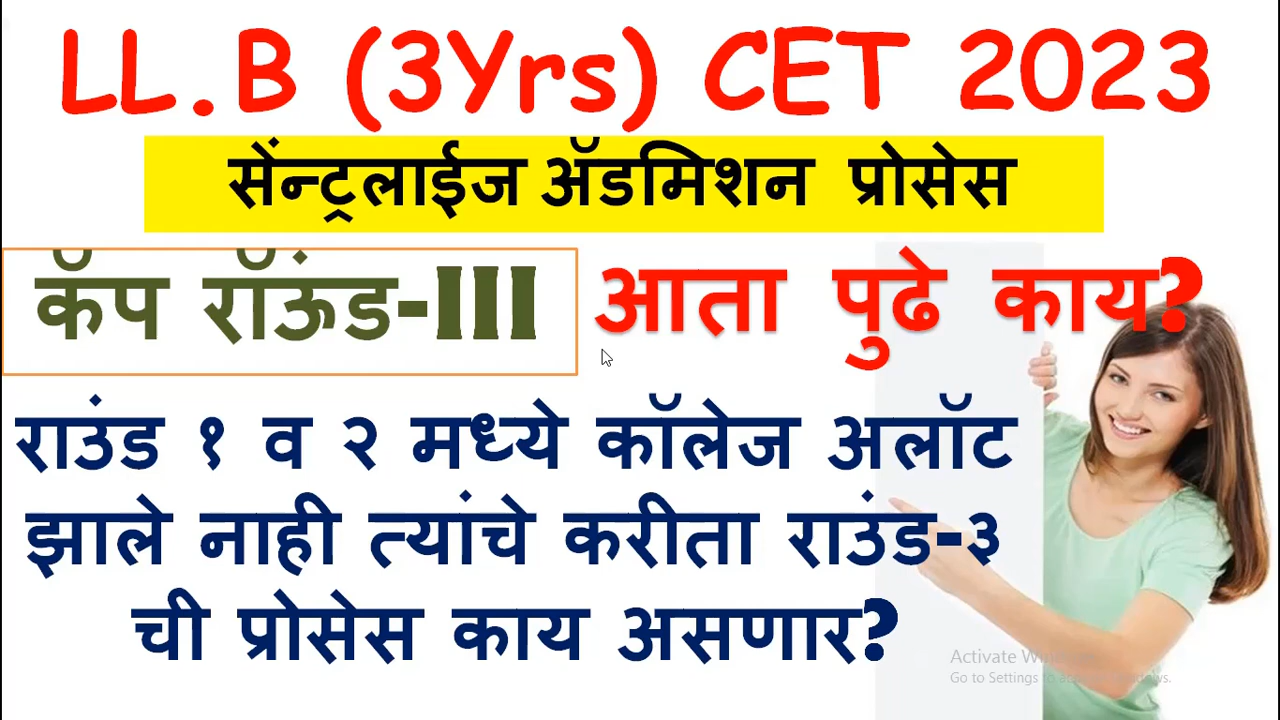 LL.B (3Yrs) CET 2023
सेंन्ट्रलाईज ॲडमिशन प्रोसेस
कॅप रॉऊंड-III आता पुढे काय?
राउंड १ व २ मध्ये कॉलेज अलॉट
झाले नाही त्यांचे करीता राउंड-३
ची प्रोसेस काय असणार?
Activate Windows
Go to Settings to activate Windows.